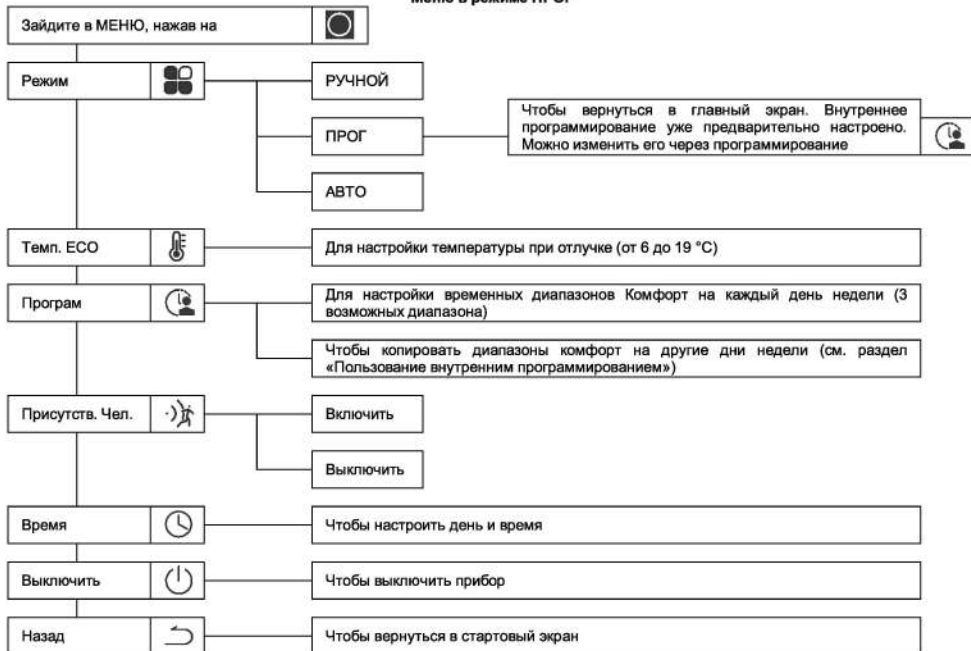 Меню в режиме ПРОГ
Зайдите в МЕНЮ, нажав на
Режим
РУЧНОЙ
ПРОГ
Чтобы вернуться в главный экран. Внутреннее
программирование уже предварительно настроено.
Можно изменить его через программирование
АВТО
Темп. ECO
Для настройки температуры при отлучке (от 6 до 19 °C)
Програм
Для настройки временных диапазонов Комфорт на каждый день недели (3
возможных диапазона)
Чтобы копировать диапазоны комфорт на другие дни недели (см. раздел
«Пользование внутренним программированием»)
Присутств. Чел.
Включить
Выключить
Время
Чтобы настроить день и время
Выключить
Чтобы выключить прибор
Назад
Чтобы вернуться в стартовый экран